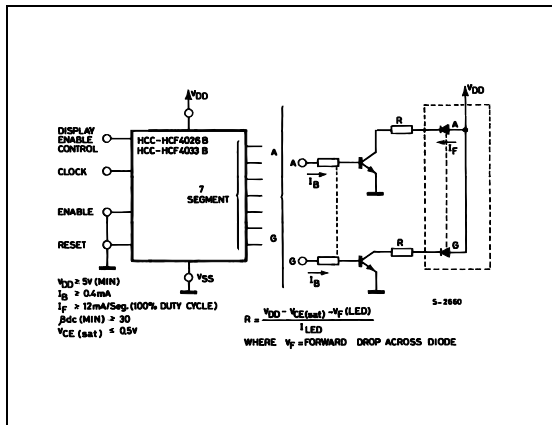 VDD
VDD
DISPLAY
ENABLE
CONTROL
HCC-HCF4026B
HCC-HCF4033B
CLOCK
7
SEGMENT
ENABLE
RESET
A
G
VSS
A
IB
R
A
IF
G
IB
R
G
S-2660
VDD ≥ 5V (MIN)
IB ≥ 0.4mA
IF ≥ 12mA/Seg. (100% DUTY CYCLE)
βdc (MIN) ≥ 30
VCE (sat) ≤ 0.5V
R = VDD - VCE(sat) - VF (LED)
ILED
WHERE VF = FORWARD DROP ACROSS DIODE